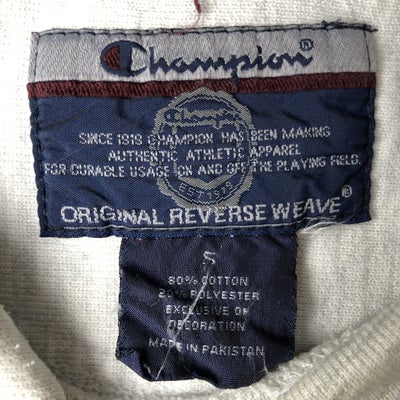 Champion®
SINCE 1919 CHAMPION HAS BEEN MAKING
AUTHENTIC ATHLETIC APPAREL
FOR DURABLE USAGE ON AND OFF THE PLAYING FIELD.
EST. 1919
ORIGINAL REVERSE WEAVE®
S
80% COTTON
20% POLYESTER
EXCLUSIVE OF
DECORATION
MADE IN PAKISTAN